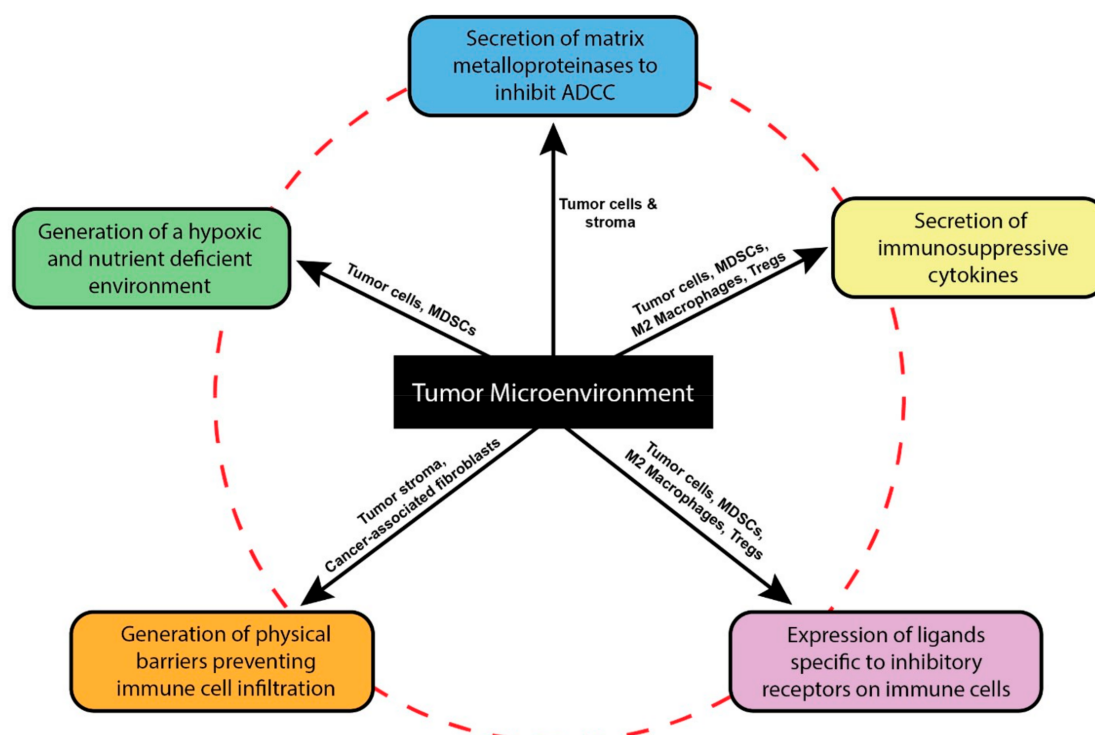 Secretion of matrix
metalloproteinases to
inhibit ADCC
Generation of a hypoxic
and nutrient deficient
environment
Tumor cells &
stroma
Secretion of
immunosuppressive
cytokines
Tumor cells, MDSCs
Tumor cells, MDSCs,
M2 Macrophages, Tregs
Tumor Microenvironment
Tumor stroma,
Cancer-associated fibroblasts
Tumor cells, MDSCs,
M2 Macrophages, Tregs
Generation of physical
barriers preventing
immune cell infiltration
Expression of ligands
specific to inhibitory
receptors on immune cells